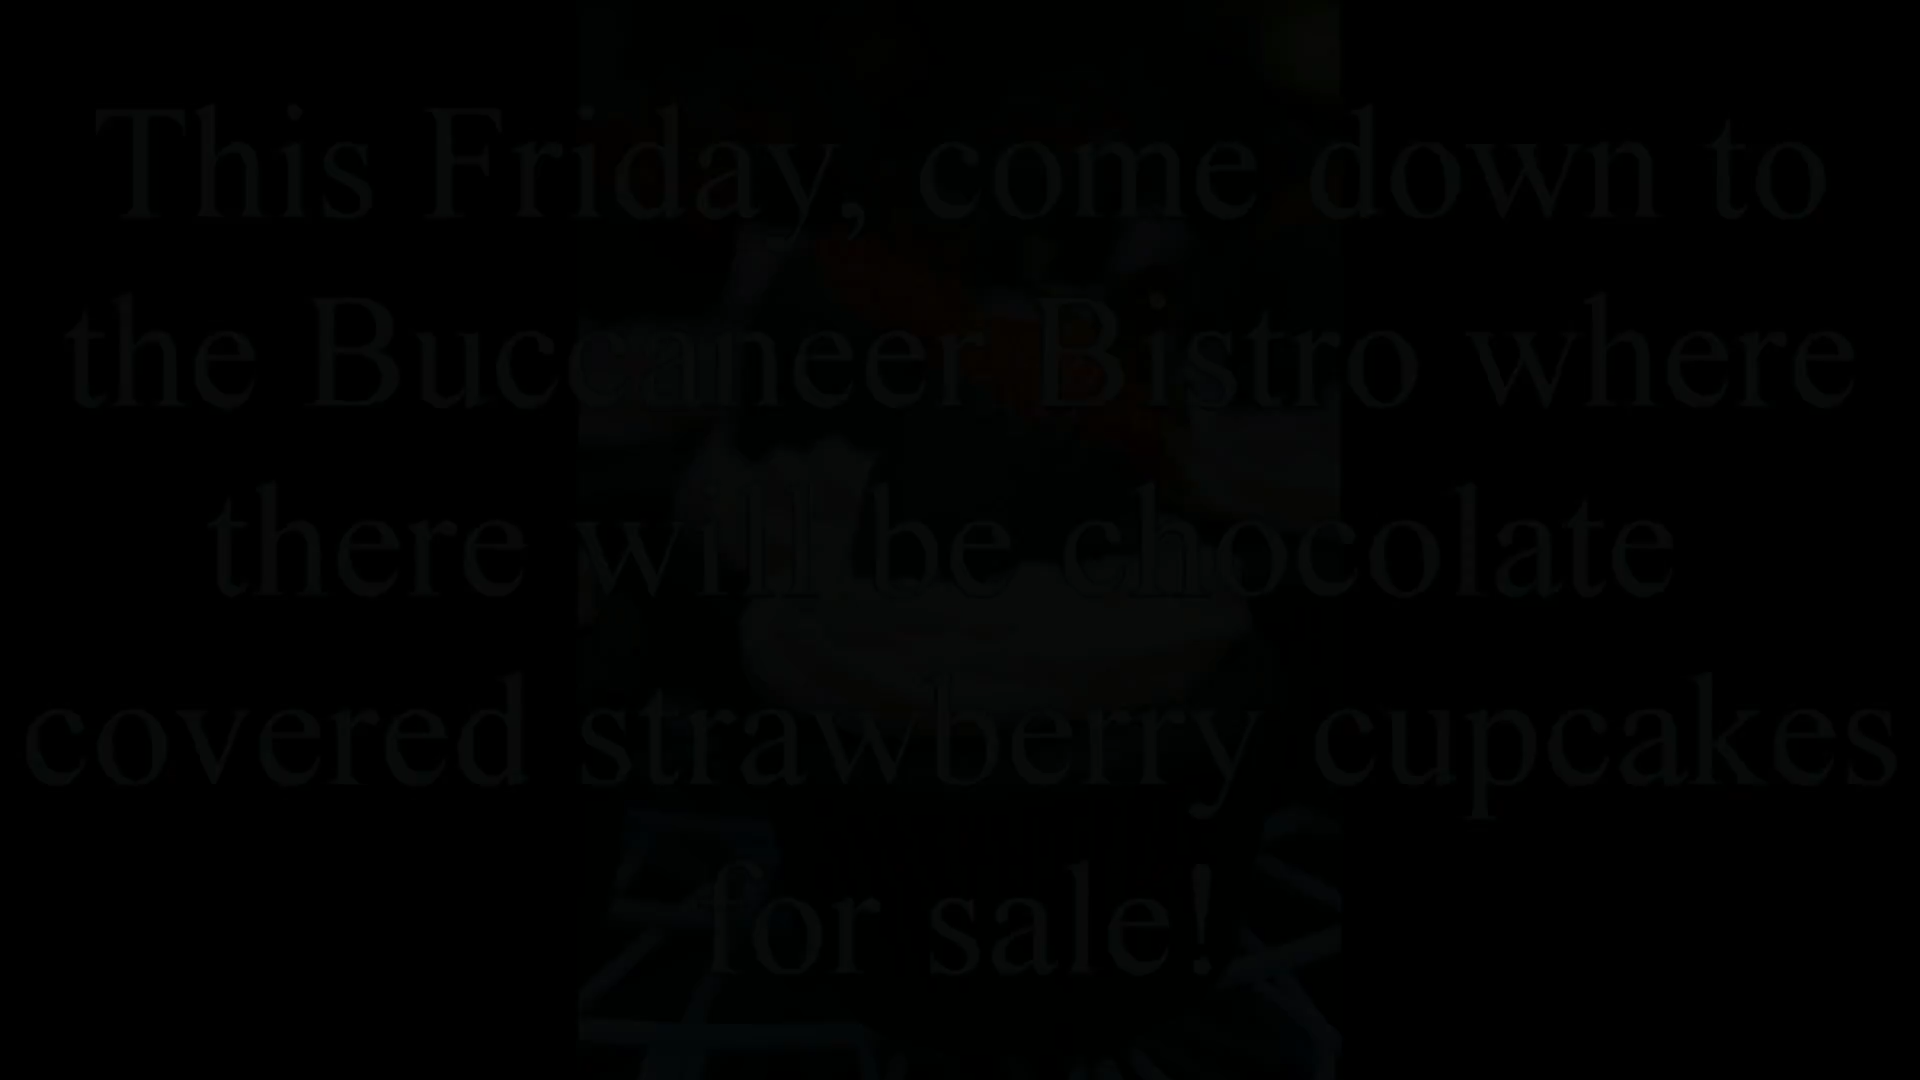 This Friday, come down to
the Buccaneer Bistro where
there will be chocolate
covered strawberry cupcakes
for sale!